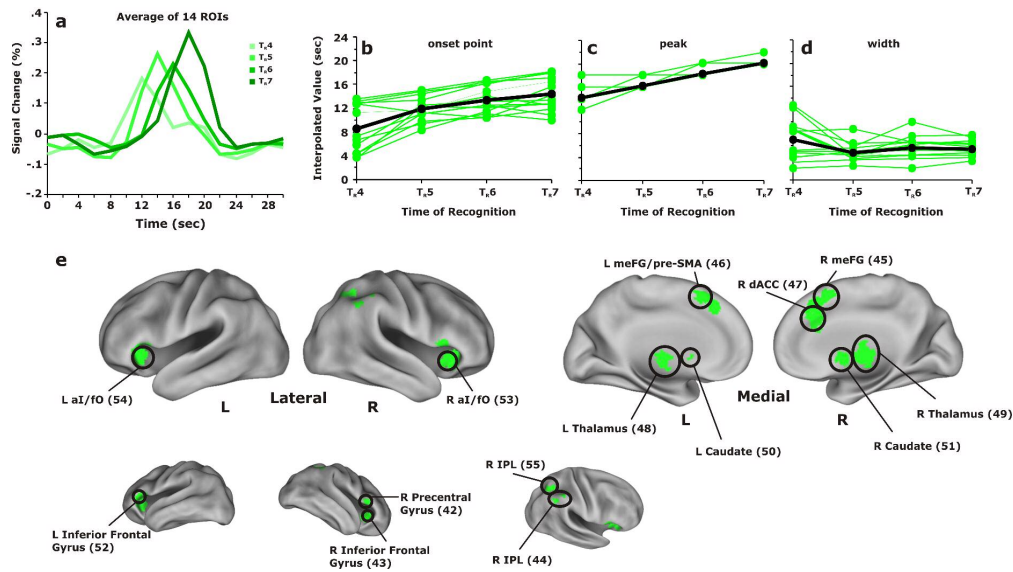 a
Average of 14 ROIs
Signal Change (%)
.4
.3
.2
.1
0
-.1
-.2
0 4 8 12 16 20 24 28
Time (sec)
TR4
TR5
TR6
TR7
b
onset point
Interpolated Value (sec)
24
20
16
12
8
4
0
TR4 TR5 TR6 TR7
Time of Recognition
c
peak
TR4 TR5 TR6 TR7
Time of Recognition
d
width
TR4 TR5 TR6 TR7
Time of Recognition
e
L aI/fO (54)
L
Lateral
R
R aI/fO (53)
L meFG/pre-SMA (46)
R meFG (45)
R dACC (47)
L Thalamus (48)
L
Medial
R
L Caudate (50)
R Thalamus (49)
R Caudate (51)
L Inferior Frontal
Gyrus (52)
R Precentral
Gyrus (42)
R Inferior Frontal
Gyrus (43)
R IPL (55)
R IPL (44)